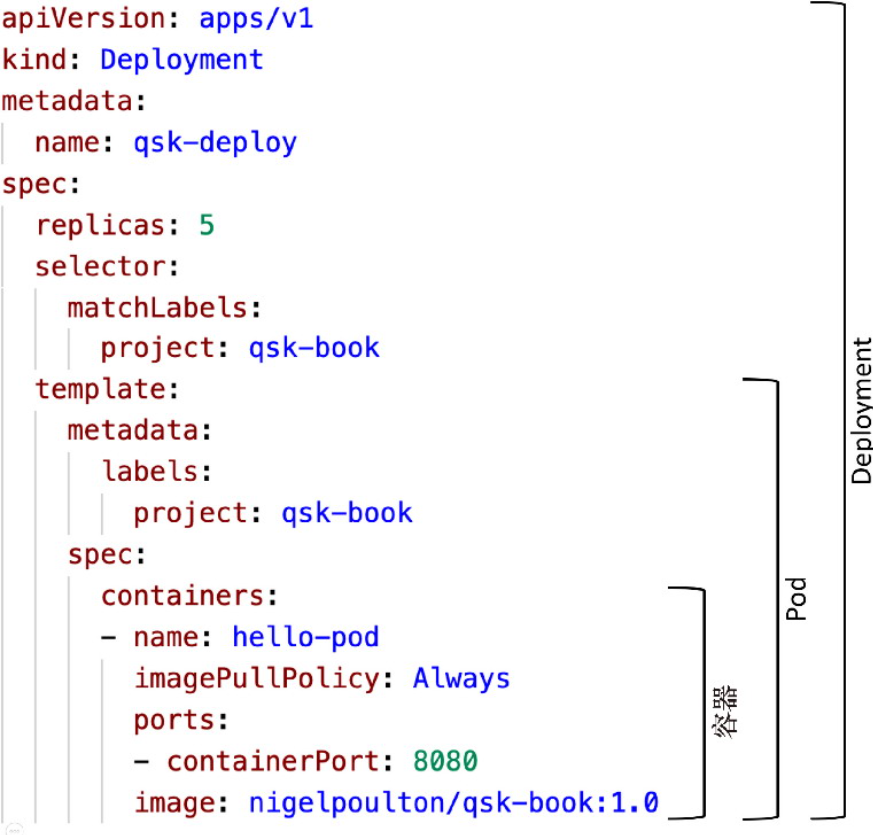 apiVersion: apps/v1
kind: Deployment
metadata:
  name: qsk-deploy
spec:
  replicas: 5
  selector:
    matchLabels:
      project: qsk-book
  template:
    metadata:
      labels:
        project: qsk-book
    spec:
      containers:
      - name: hello-pod
        imagePullPolicy: Always
        ports:
        - containerPort: 8080
        image: nigelpoulton/qsk-book:1.0
容器
Pod
Deployment